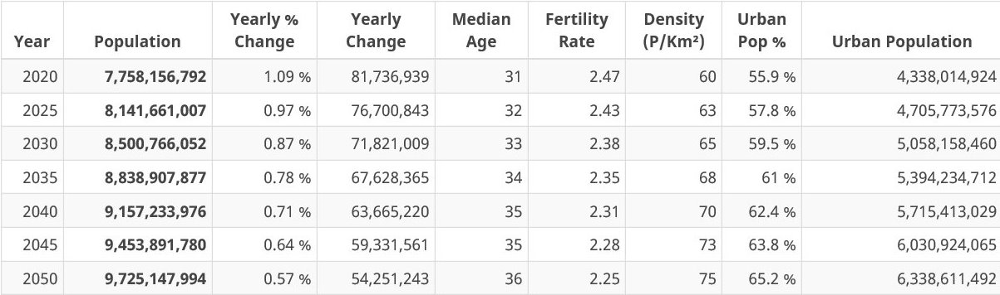 Year Population Yearly % Change Yearly Change Median Age Fertility Rate Density (P/Km²) Urban Pop % Urban Population
2020 7,758,156,792 1.09 % 81,736,939 31 2.47 60 55.9 % 4,338,014,924
2025 8,141,661,007 0.97 % 76,700,843 32 2.43 63 57.8 % 4,705,773,576
2030 8,500,766,052 0.87 % 71,821,009 33 2.38 65 59.5 % 5,058,158,460
2035 8,838,907,877 0.78 % 67,628,365 34 2.35 68 61 % 5,394,234,712
2040 9,157,233,976 0.71 % 63,665,220 35 2.31 70 62.4 % 5,715,413,029
2045 9,453,891,780 0.64 % 59,331,561 35 2.28 73 63.8 % 6,030,924,065
2050 9,725,147,994 0.57 % 54,251,243 36 2.25 75 65.2 % 6,338,611,492